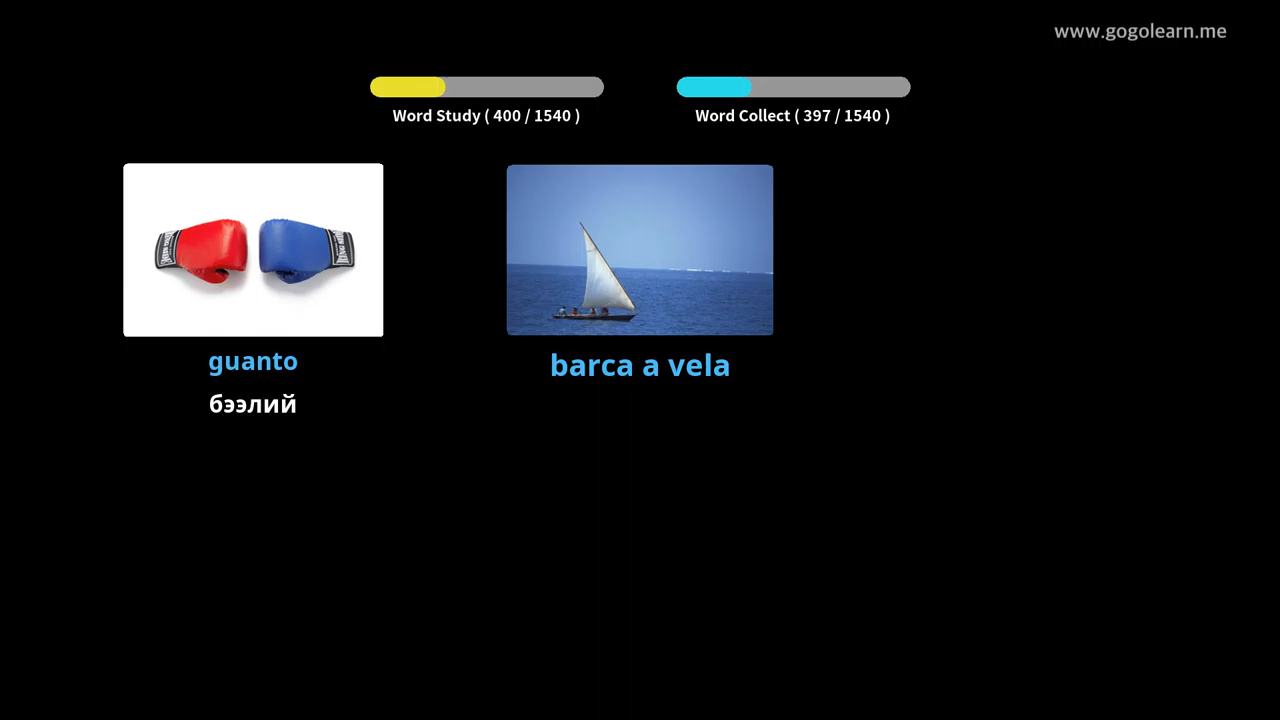 www.gogolearn.me
Word Study ( 400 / 1540 )
Word Collect ( 397 / 1540 )
guanto
бээлий
barca a vela